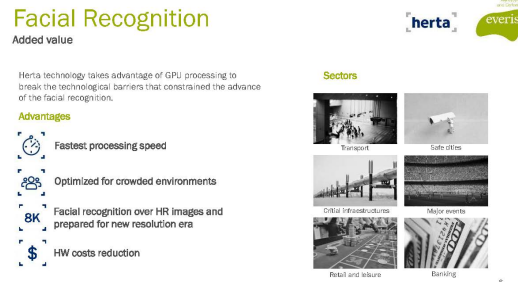 Facial Recognition
Added value
herta
everis
Herta technology takes advantage of GPU processing to
break the technological barriers that constrained the advance
of the facial recognition.
Advantages
Fastest processing speed
Optimized for crowded environments
8K
Facial recognition over HR images and
prepared for new resolution era
$
HW costs reduction
Sectors
Transport
Safe cities
Critial infraestructures
Major events
Retail and leisure
Banking